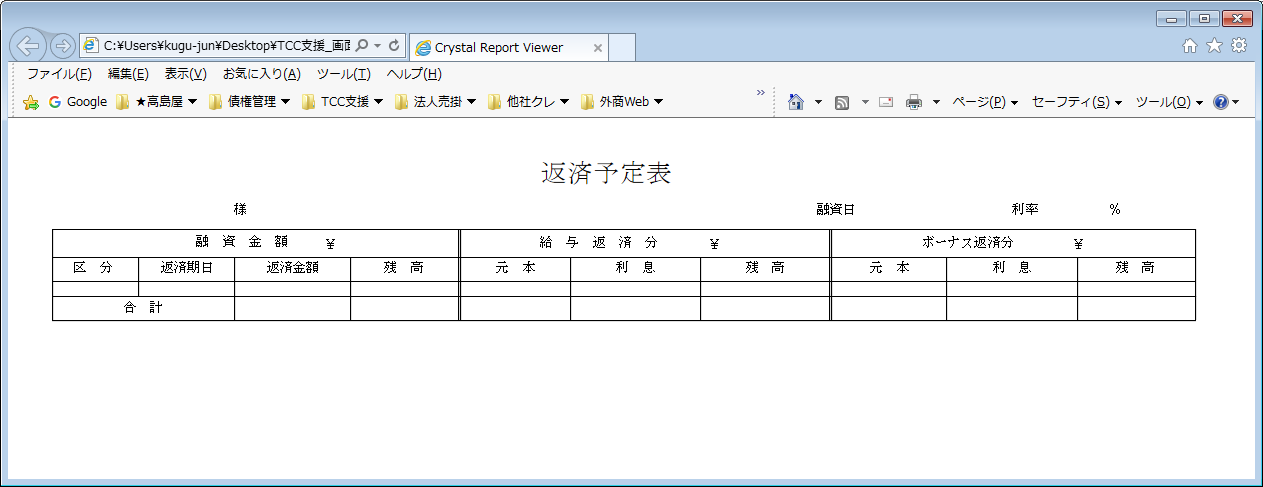 C:¥Users¥kugu-jun¥Desktop¥TCC支援_画面
Crystal Report Viewer
ファイル(F) 編集(E) 表示(V) お気に入り(A) ツール(T) ヘルプ(H)
Google ★高島屋 債権管理 TCC支援 法人売掛 他社クレ 外商Web » ページ(P) セーフティ(S) ツール(O)
返済予定表
様 融資日 利率 %
融 資 金 額 ¥ 給 与 返 済 分 ¥ ボーナス返済分 ¥
区 分 返済期日 返済金額 残 高 元 本 利 息 残 高 元 本 利 息 残 高
合 計